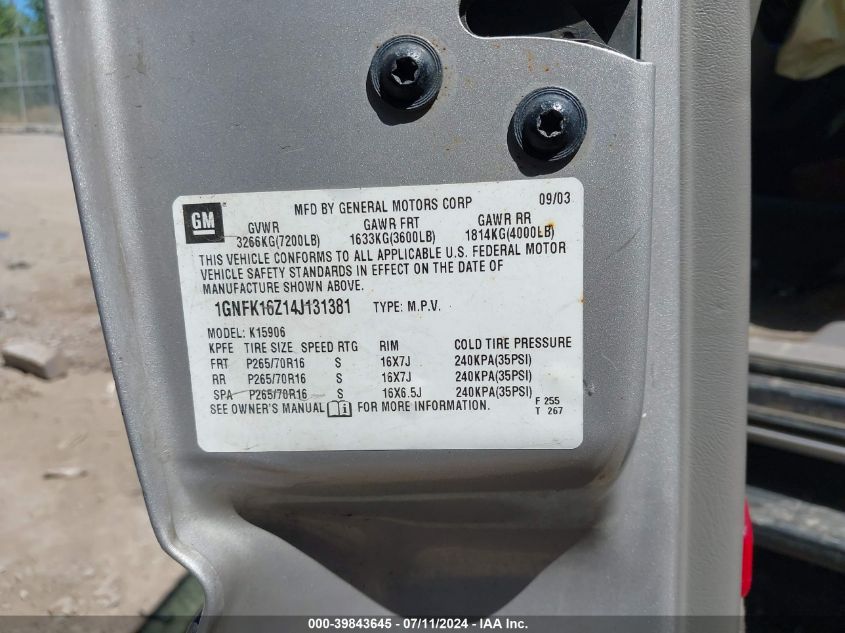 GM
MFD BY GENERAL MOTORS CORP 09/03
GVWR GAWR FRT GAWR RR
3266KG(7200LB) 1633KG(3600LB) 1814KG(4000LB)
THIS VEHICLE CONFORMS TO ALL APPLICABLE U.S. FEDERAL MOTOR
VEHICLE SAFETY STANDARDS IN EFFECT ON THE DATE OF
MANUFACTURE SHOWN ABOVE.
1GNFK16Z14J131381 TYPE: M.P.V.
MODEL: K15906
KPFE TIRE SIZE SPEED RTG RIM COLD TIRE PRESSURE
FRT P265/70R16 S 16X7J 240KPA(35PSI)
RR P265/70R16 S 16X7J 240KPA(35PSI)
SPA P265/70R16 S 16X6.5J 240KPA(35PSI)
SEE OWNER'S MANUAL i FOR MORE INFORMATION. F 255
T 267
000-39843645 - 07/11/2024 - IAA Inc.